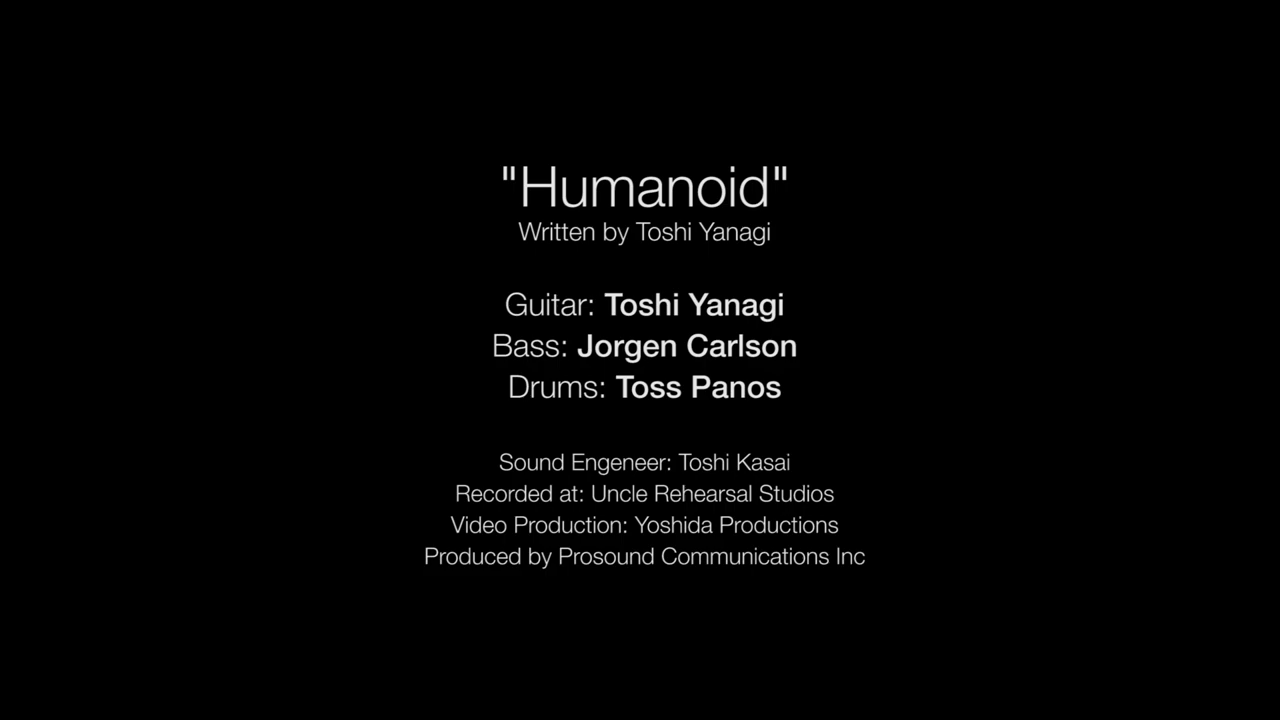 "Humanoid"
Written by Toshi Yanagi
Guitar: Toshi Yanagi
Bass: Jorgen Carlson
Drums: Toss Panos
Sound Engeneer: Toshi Kasai
Recorded at: Uncle Rehearsal Studios
Video Production: Yoshida Productions
Produced by Prosound Communications Inc